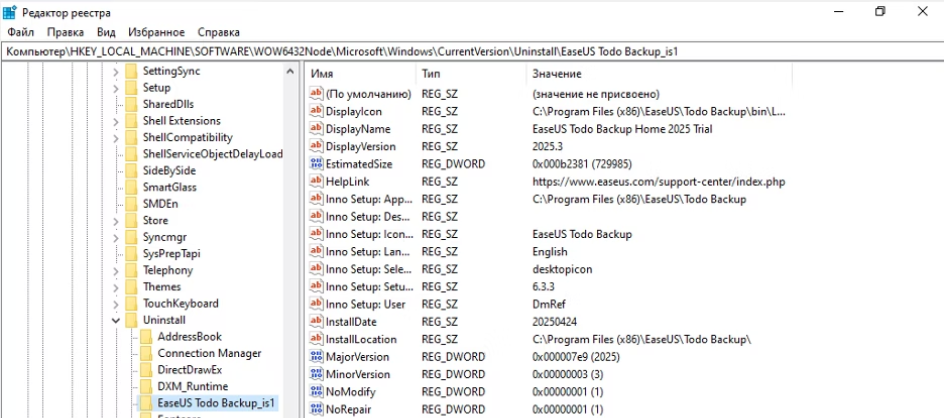 Редактор реестра
Файл Правка Вид Избранное Справка
Компьютер\HKEY_LOCAL_MACHINE\SOFTWARE\WOW6432Node\Microsoft\Windows\CurrentVersion\Uninstall\EaseUS Todo Backup_is1
SettingSync
Setup
SharedDlls
Shell Extensions
ShellCompatibility
ShellServiceObjectDelayLoad
SideBySide
SmartGlass
SMDEn
Store
Syncmgr
SysPrepTapi
Telephony
Themes
TouchKeyboard
Uninstall
AddressBook
Connection Manager
DirectDrawEx
DXM_Runtime
EaseUS Todo Backup_is1
Имя Тип Значение
(По умолчанию) REG_SZ (значение не присвоено)
DisplayIcon REG_SZ C:\Program Files (x86)\EaseUS\Todo Backup\bin\L...
DisplayName REG_SZ EaseUS Todo Backup Home 2025 Trial
DisplayVersion REG_SZ 2025.3
EstimatedSize REG_DWORD 0x000b2381 (729985)
HelpLink REG_SZ https://www.easeus.com/support-center/index.php
Inno Setup: App... REG_SZ C:\Program Files (x86)\EaseUS\Todo Backup
Inno Setup: Des... REG_SZ
Inno Setup: Icon... REG_SZ EaseUS Todo Backup
Inno Setup: Lan... REG_SZ English
Inno Setup: Sele... REG_SZ desktopicon
Inno Setup: Setu... REG_SZ 6.3.3
Inno Setup: User REG_SZ DmRef
InstallDate REG_SZ 20250424
InstallLocation REG_SZ C:\Program Files (x86)\EaseUS\Todo Backup\
MajorVersion REG_DWORD 0x000007e9 (2025)
MinorVersion REG_DWORD 0x00000003 (3)
NoModify REG_DWORD 0x00000001 (1)
NoRepair REG_DWORD 0x00000001 (1)